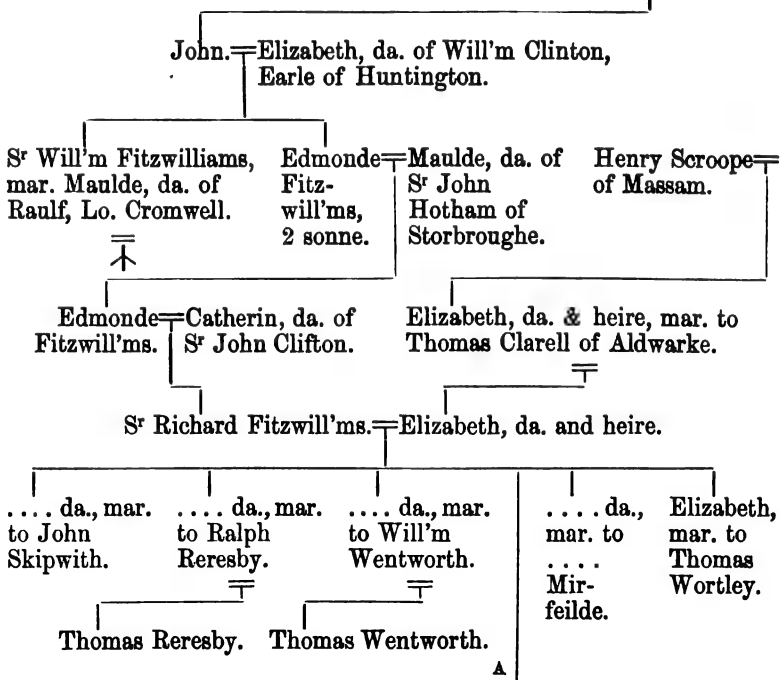 John. Elizabeth, da. of Will'm Clinton,
Earle of Huntington.
Sʳ Will'm Fitzwilliams,
mar. Maulde, da. of
Raulf, Lo. Cromwell.
Edmonde
Fitz-
will'ms,
2 sonne.
Maulde, da. of
Sʳ John
Hotham of
Storbroughe.
Henry Scroope
of Massam.
Edmonde
Fitzwill'ms.
Catherin, da. of
Sʳ John Clifton.
Elizabeth, da. & heire, mar. to
Thomas Clarell of Aldwarke.
Sʳ Richard Fitzwill'ms. Elizabeth, da. and heire.
.... da., mar.
to John
Skipwith.
.... da., mar.
to Ralph
Reresby.
.... da., mar.
to Will'm
Wentworth.
.... da.,
mar. to
....
Mir-
feilde.
Elizabeth,
mar. to
Thomas
Wortley.
Thomas Reresby. Thomas Wentworth.
A